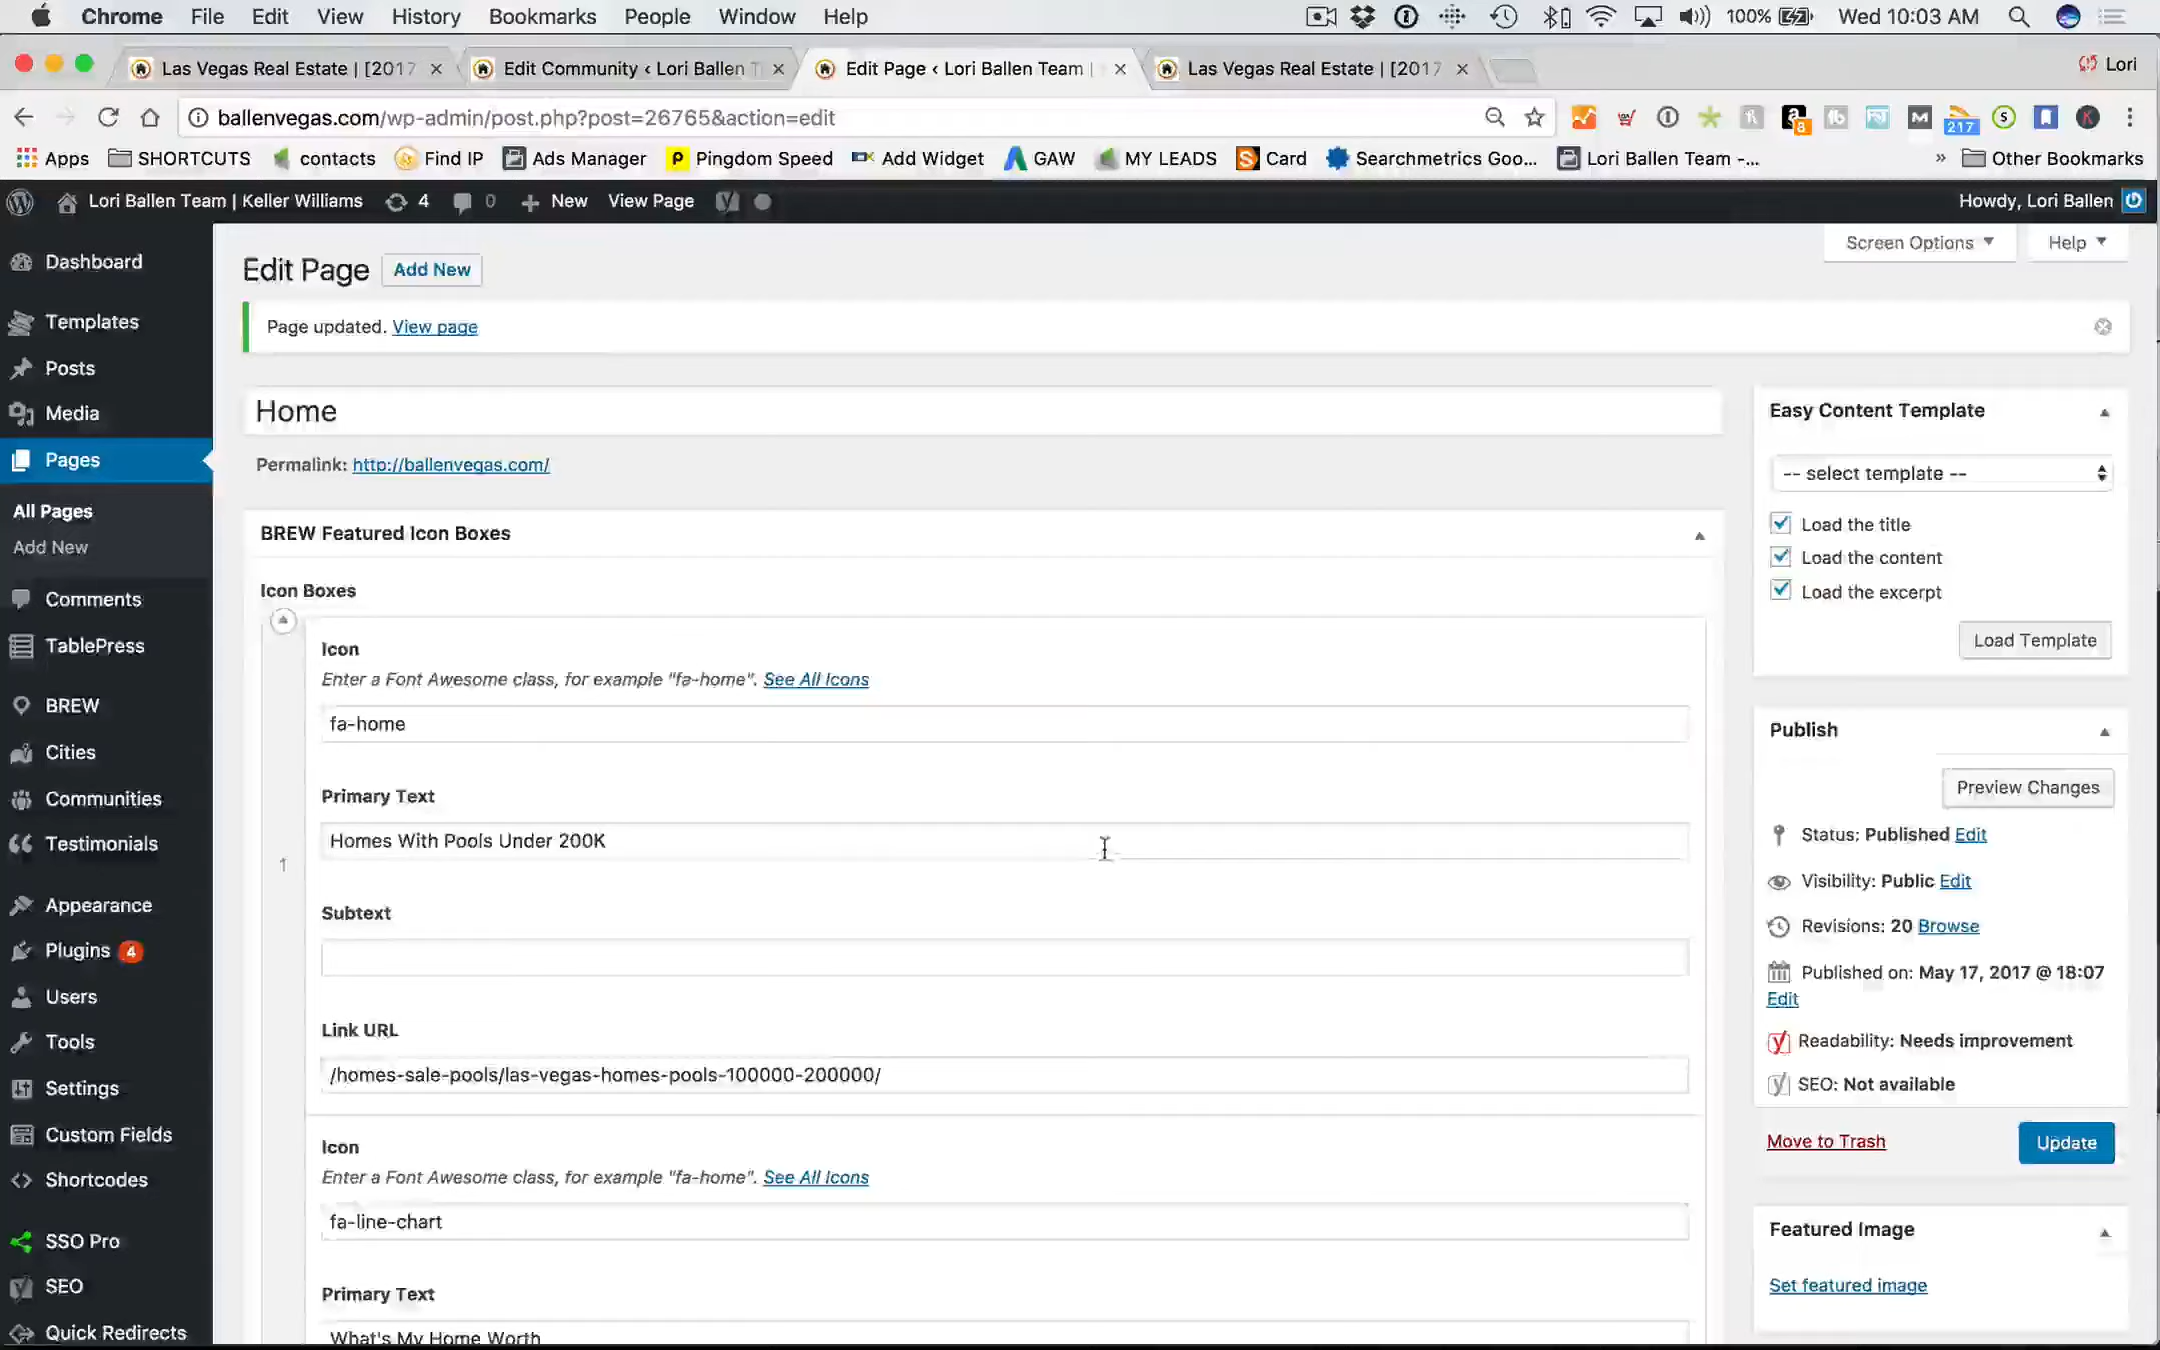 Chrome File Edit View History Bookmarks People Window Help 100% Wed 10:03 AM
Las Vegas Real Estate | [2017 Edit Community ‹ Lori Ballen T Edit Page ‹ Lori Ballen Team | Las Vegas Real Estate | [2017 Lori
ballenvegas.com/wp-admin/post.php?post=26765&action=edit 8 217
Apps SHORTCUTS contacts Find IP Ads Manager Pingdom Speed Add Widget GAW MY LEADS Card Searchmetrics Goo... Lori Ballen Team -... » Other Bookmarks
Lori Ballen Team | Keller Williams 4 0 New View Page Howdy, Lori Ballen
Screen Options Help
Dashboard
Templates
Posts
Media
Pages
All Pages
Add New
Comments
TablePress
BREW
Cities
Communities
Testimonials
Appearance
Plugins 4
Users
Tools
Settings
Custom Fields
Shortcodes
SSO Pro
SEO
Quick Redirects
Edit Page Add New
Page updated. View page
Home
Permalink: http://ballenvegas.com/
BREW Featured Icon Boxes
Icon Boxes
1
Icon
Enter a Font Awesome class, for example "fa-home". See All Icons
fa-home
Primary Text
Homes With Pools Under 200K
Subtext
Link URL
/homes-sale-pools/las-vegas-homes-pools-100000-200000/
Icon
Enter a Font Awesome class, for example "fa-home". See All Icons
fa-line-chart
Primary Text
What's My Home Worth
Easy Content Template
-- select template --
Load the title
Load the content
Load the excerpt
Load Template
Publish
Preview Changes
Status: Published Edit
Visibility: Public Edit
Revisions: 20 Browse
Published on: May 17, 2017 @ 18:07
Edit
Readability: Needs improvement
SEO: Not available
Move to Trash Update
Featured Image
Set featured image